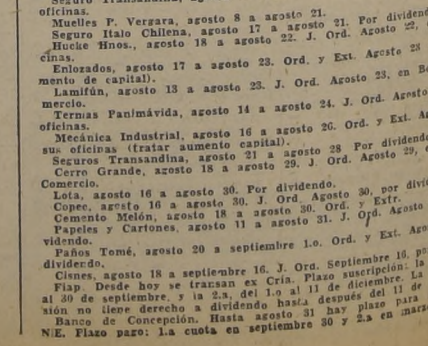 oficinas.
Muelles P. Vergara, agosto 8 a agosto 21.
Seguro Italo Chilena, agosto 17 a agosto 21. Por dividend
Hucke Hnos., agosto 18 a agosto 22. J. Ord. Agosto 22,
cinas.
Enlozados, agosto 17 a agosto 23. Ord. y Ext. Agosto 23
mento de capital).
Lamifún, agosto 13 a agosto 23. J. Ord. Agosto 23, en Bo
mercio.
Termas Panimávida, agosto 14 a agosto 24. J. Ord. Agosto
oficinas.
Mecánica Industrial, agosto 16 a agosto 26. Ord. y Ext. A
sus oficinas (tratar aumento capital).
Seguros Transandina, agosto 21 a agosto 28 Por dividendo
Cerro Grande, agosto 18 a agosto 29. J. Ord. Agosto 29,
Comercio.
Lota, agosto 16 a agosto 30. Por dividendo.
Copec, agosto 16 a agosto 30. J. Ord. Agosto 30, por divi
Cemento Melón, agosto 18 a agosto 30. Ord. y Extr.
Papeles y Cartones, agosto 11 a agosto 31. J. Ord. Agosto
videndo.
Paños Tomé, agosto 20 a septiembre 1.o. Ord. y Ext. Ago
dividendo.
Cisnes, agosto 18 a septiembre 16. J. Ord. Septiembre 16, po
Fiap. Desde hoy se transan ex Cría. Plazo suscripción: la
al 30 de septiembre, y la 2.a, del 1.o al 11 de diciembre. La
sión no tiene derecho a dividendo hasta después del 11 de
Banco de Concepción. Hasta agosto 31 hay plazo para
N/E. Plazo pago: 1.a cuota en septiembre 30 y 2.a en marz